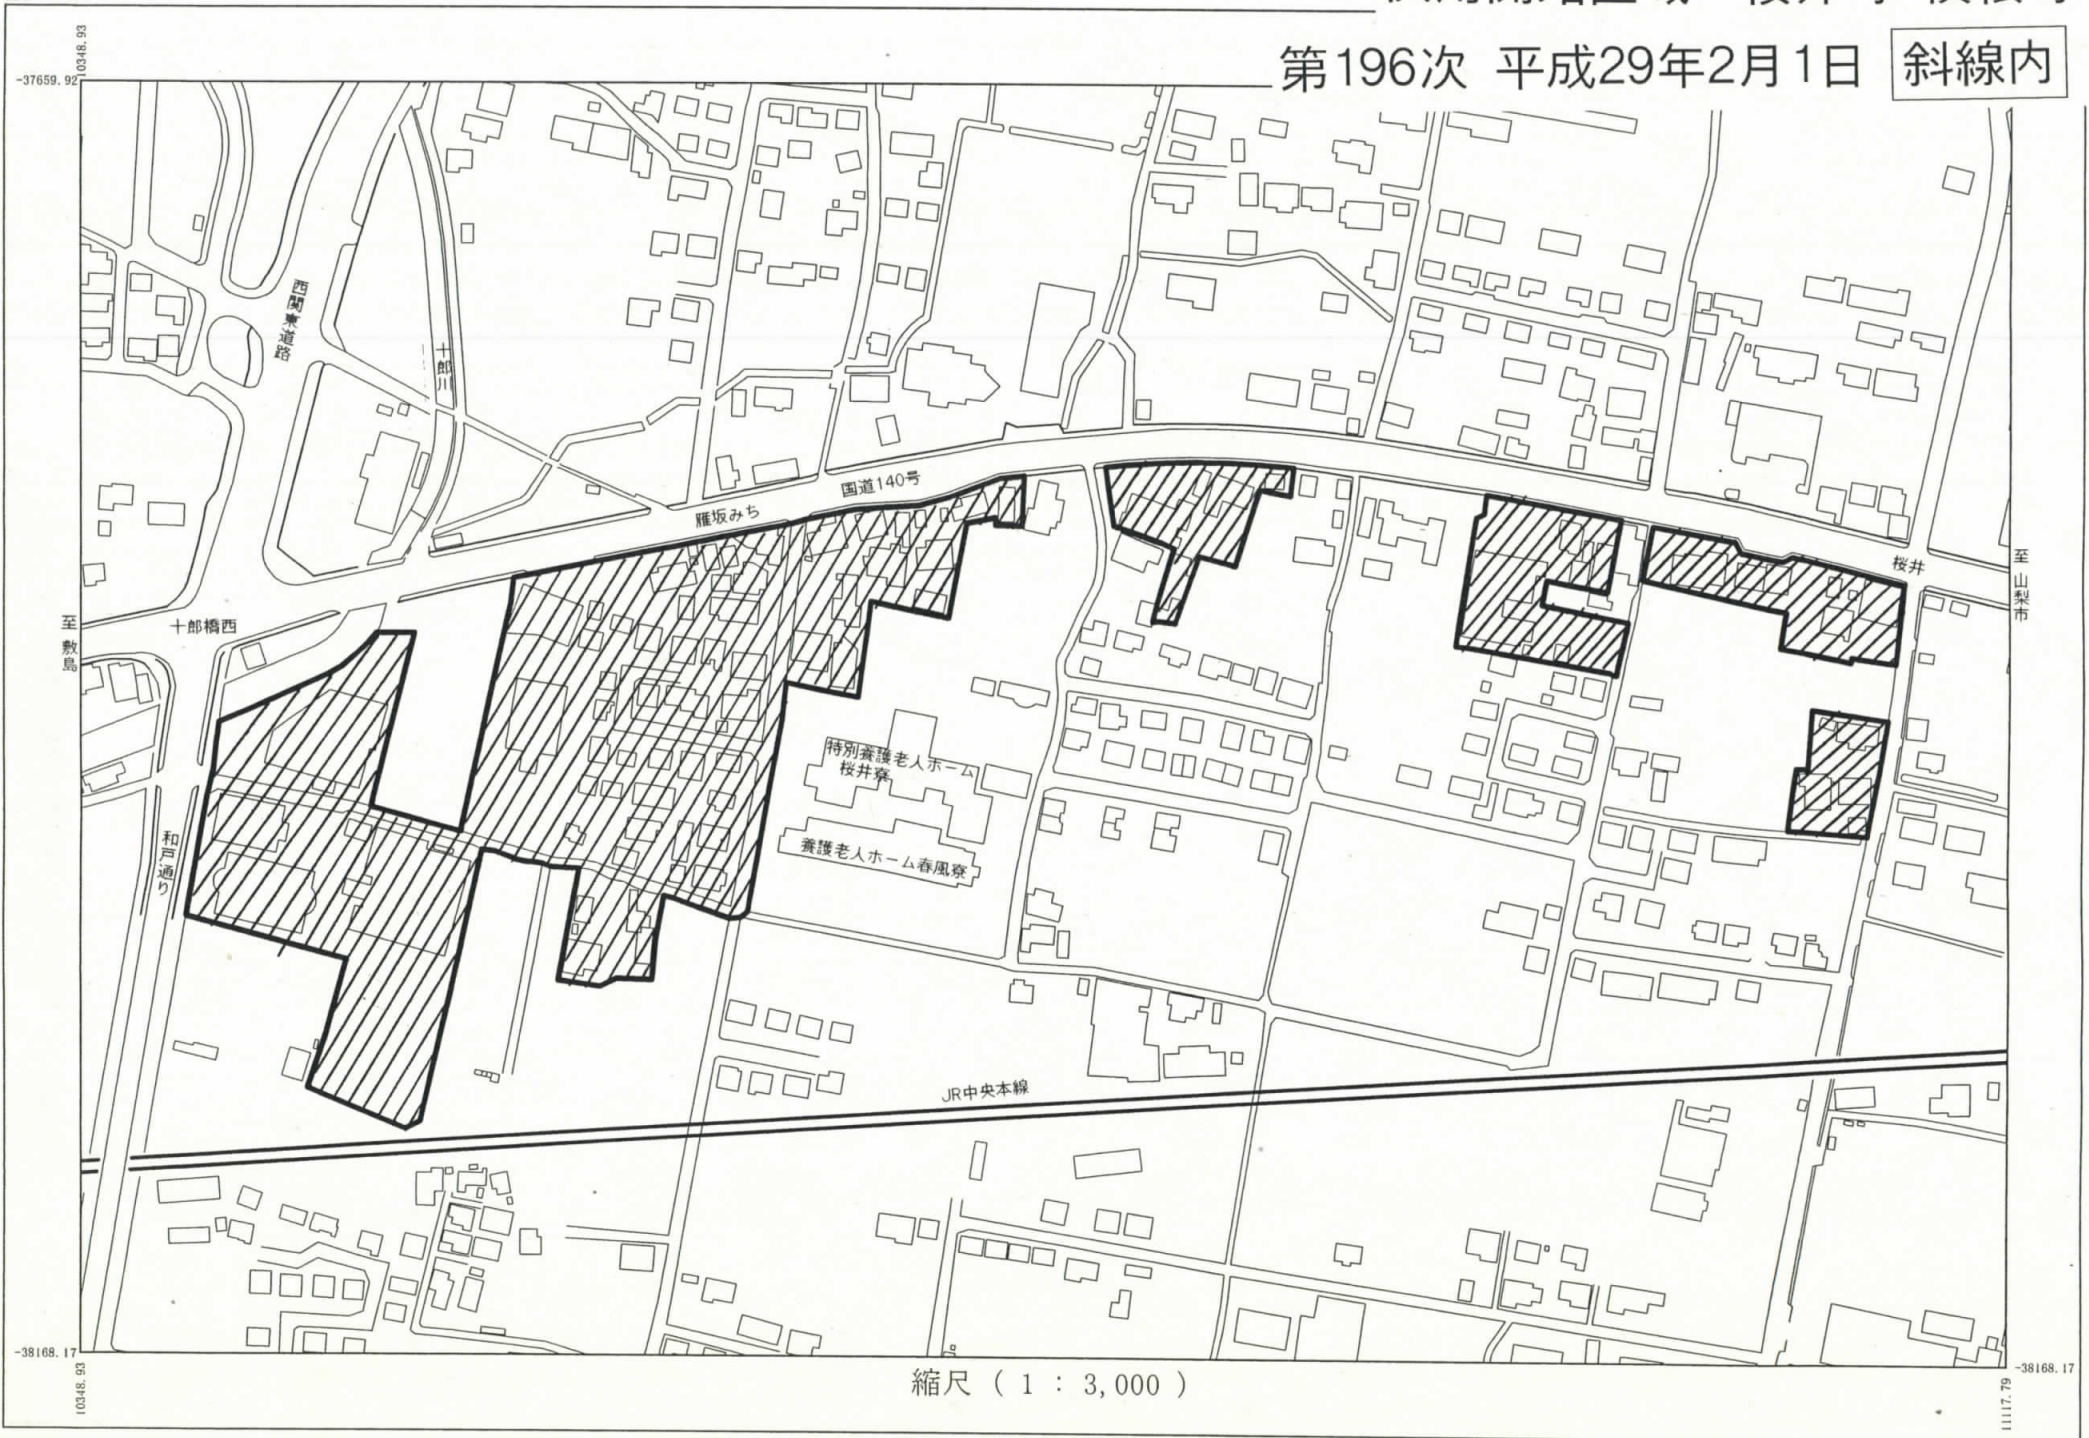 第196次 平成29年2月1日 斜線内
10348.93
-37659.92
西関東道路
十郎川
国道140号
雁坂みち
桜井
至 山梨市
十郎橋西
至 敷島
特別養護老人ホーム
桜井寮
養護老人ホーム春風寮
和戸通り
JR中央本線
-38168.17
-38168.17
10348.93
11117.79
縮尺 ( 1 : 3,000 )